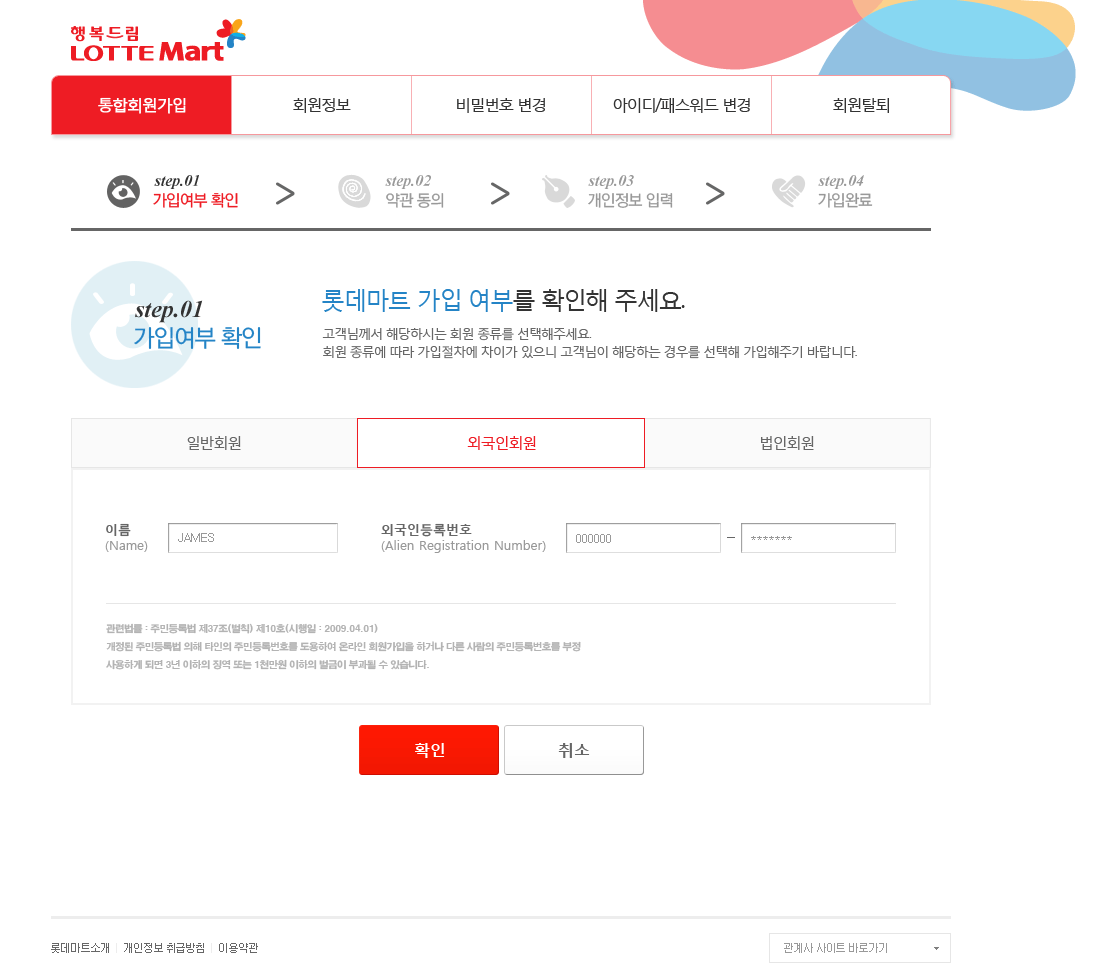 행복드림
LOTTE Mart
통합회원가입 회원정보 비밀번호 변경 아이디/패스워드 변경 회원탈퇴
step.01 step.02 step.03 step.04
가입여부 확인 > 약관 동의 > 개인정보 입력 > 가입완료
step.01
가입여부 확인
롯데마트 가입 여부를 확인해 주세요.
고객님께서 해당하시는 회원 종류를 선택해주세요.
회원 종류에 따라 가입절차에 차이가 있으니 고객님이 해당하는 경우를 선택해 가입해주기 바랍니다.
일반회원 외국인회원 법인회원
이름 외국인등록번호
(Name) JAMES (Alien Registration Number) 000000 – *******
관련법률 : 주민등록법 제37조(벌칙) 제10호(시행일 : 2009.04.01)
개정된 주민등록법 의해 타인의 주민등록번호를 도용하여 온라인 회원가입을 하거나 다른 사람의 주민등록번호를 부정
사용하게 되면 3년 이하의 징역 또는 1천만원 이하의 벌금이 부과될 수 있습니다.
확인 취소
롯데마트소개 개인정보 취급방침 이용약관 관계사 사이트 바로가기